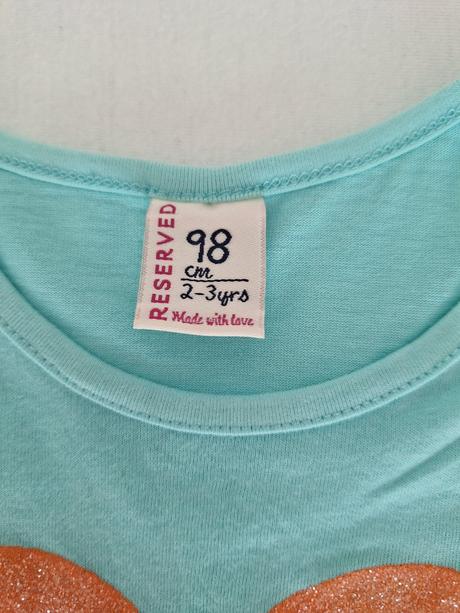 RESERVED
98
cm
2-3yrs
Made with love